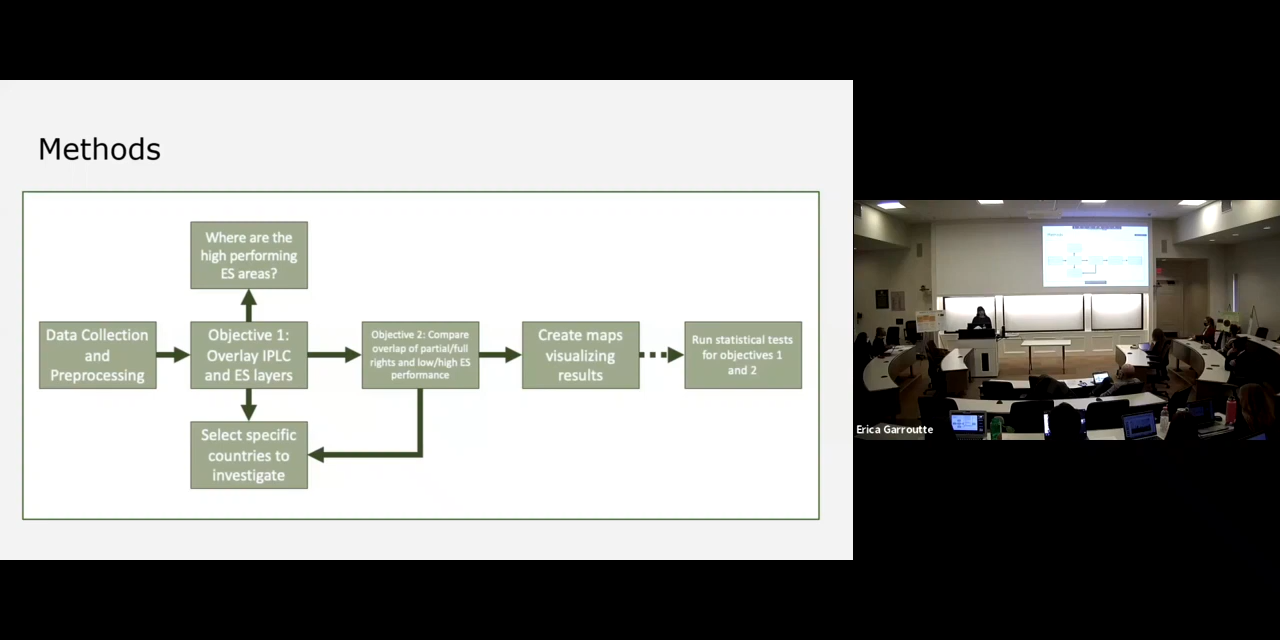 Methods
Where are the
high performing
ES areas?
Data Collection
and
Preprocessing
Objective 1:
Overlay IPLC
and ES layers
Objective 2: Compare
overlap of partial/full
rights and low/high ES
performance
Create maps
visualizing
results
Run statistical tests
for objectives 1
and 2
Select specific
countries to
investigate
Erica Garroutte